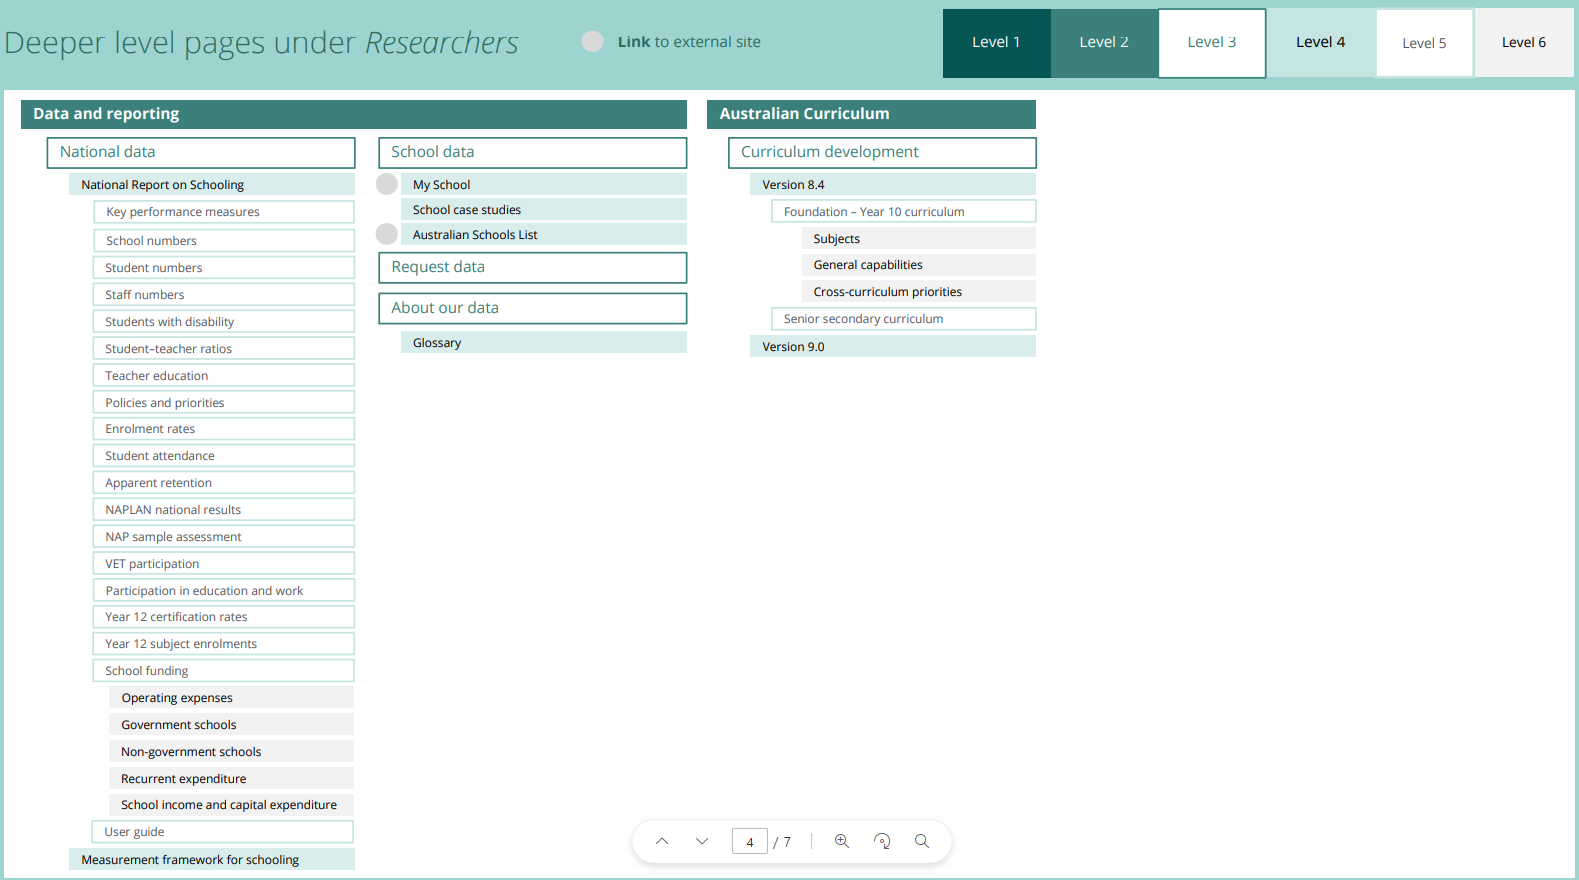 Deeper level pages under Researchers
Link to external site
Level 1
Level 2
Level 3
Level 4
Level 5
Level 6
Data and reporting
National data
National Report on Schooling
Key performance measures
School numbers
Student numbers
Staff numbers
Students with disability
Student–teacher ratios
Teacher education
Policies and priorities
Enrolment rates
Student attendance
Apparent retention
NAPLAN national results
NAP sample assessment
VET participation
Participation in education and work
Year 12 certification rates
Year 12 subject enrolments
School funding
Operating expenses
Government schools
Non-government schools
Recurrent expenditure
School income and capital expenditure
User guide
Measurement framework for schooling
School data
My School
School case studies
Australian Schools List
Request data
About our data
Glossary
Australian Curriculum
Curriculum development
Version 8.4
Foundation – Year 10 curriculum
Subjects
General capabilities
Cross-curriculum priorities
Senior secondary curriculum
Version 9.0
4 / 7